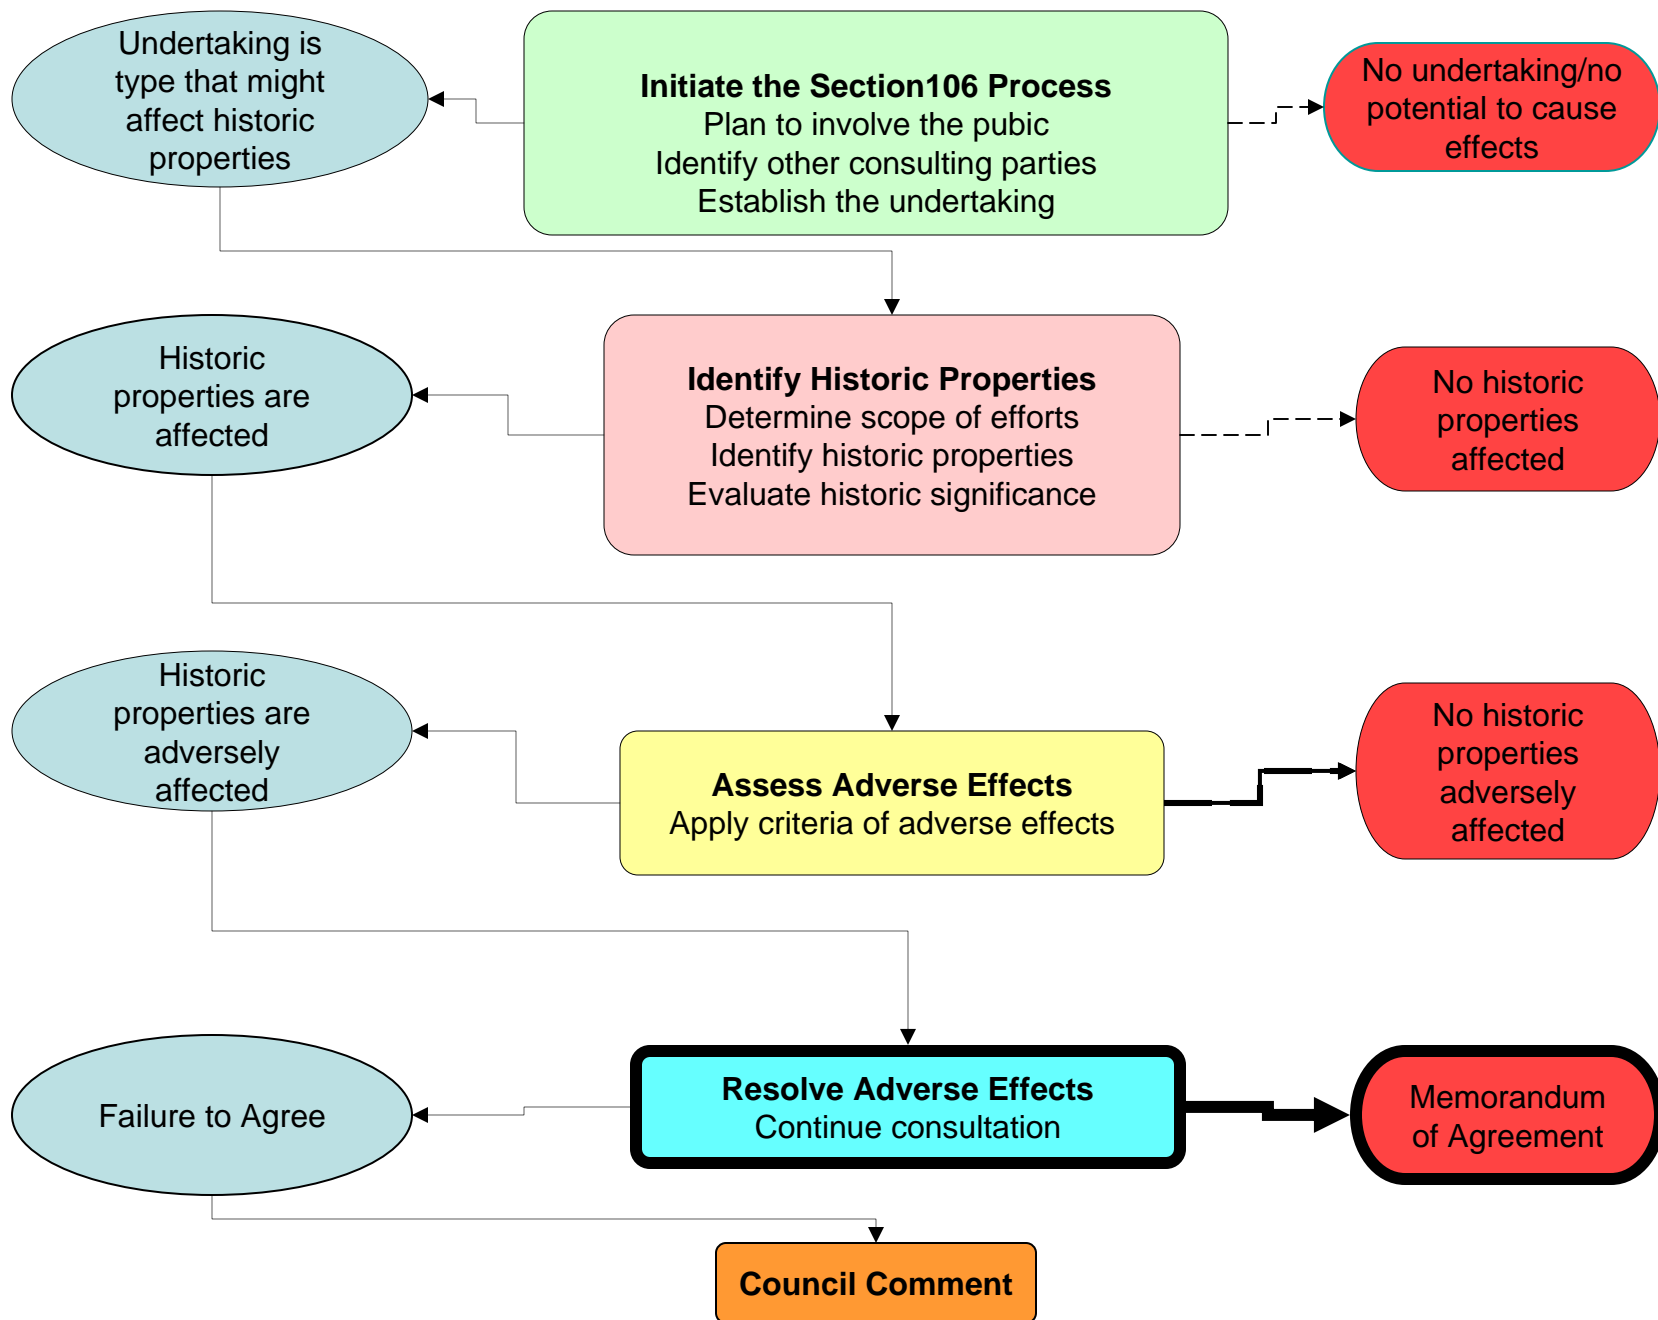 Undertaking is
type that might
affect historic
properties
Initiate the Section106 Process
Plan to involve the pubic
Identify other consulting parties
Establish the undertaking
No undertaking/no
potential to cause
effects
Historic
properties are
affected
Identify Historic Properties
Determine scope of efforts
Identify historic properties
Evaluate historic significance
No historic
properties
affected
Historic
properties are
adversely
affected
Assess Adverse Effects
Apply criteria of adverse effects
No historic
properties
adversely
affected
Failure to Agree
Resolve Adverse Effects
Continue consultation
Memorandum
of Agreement
Council Comment